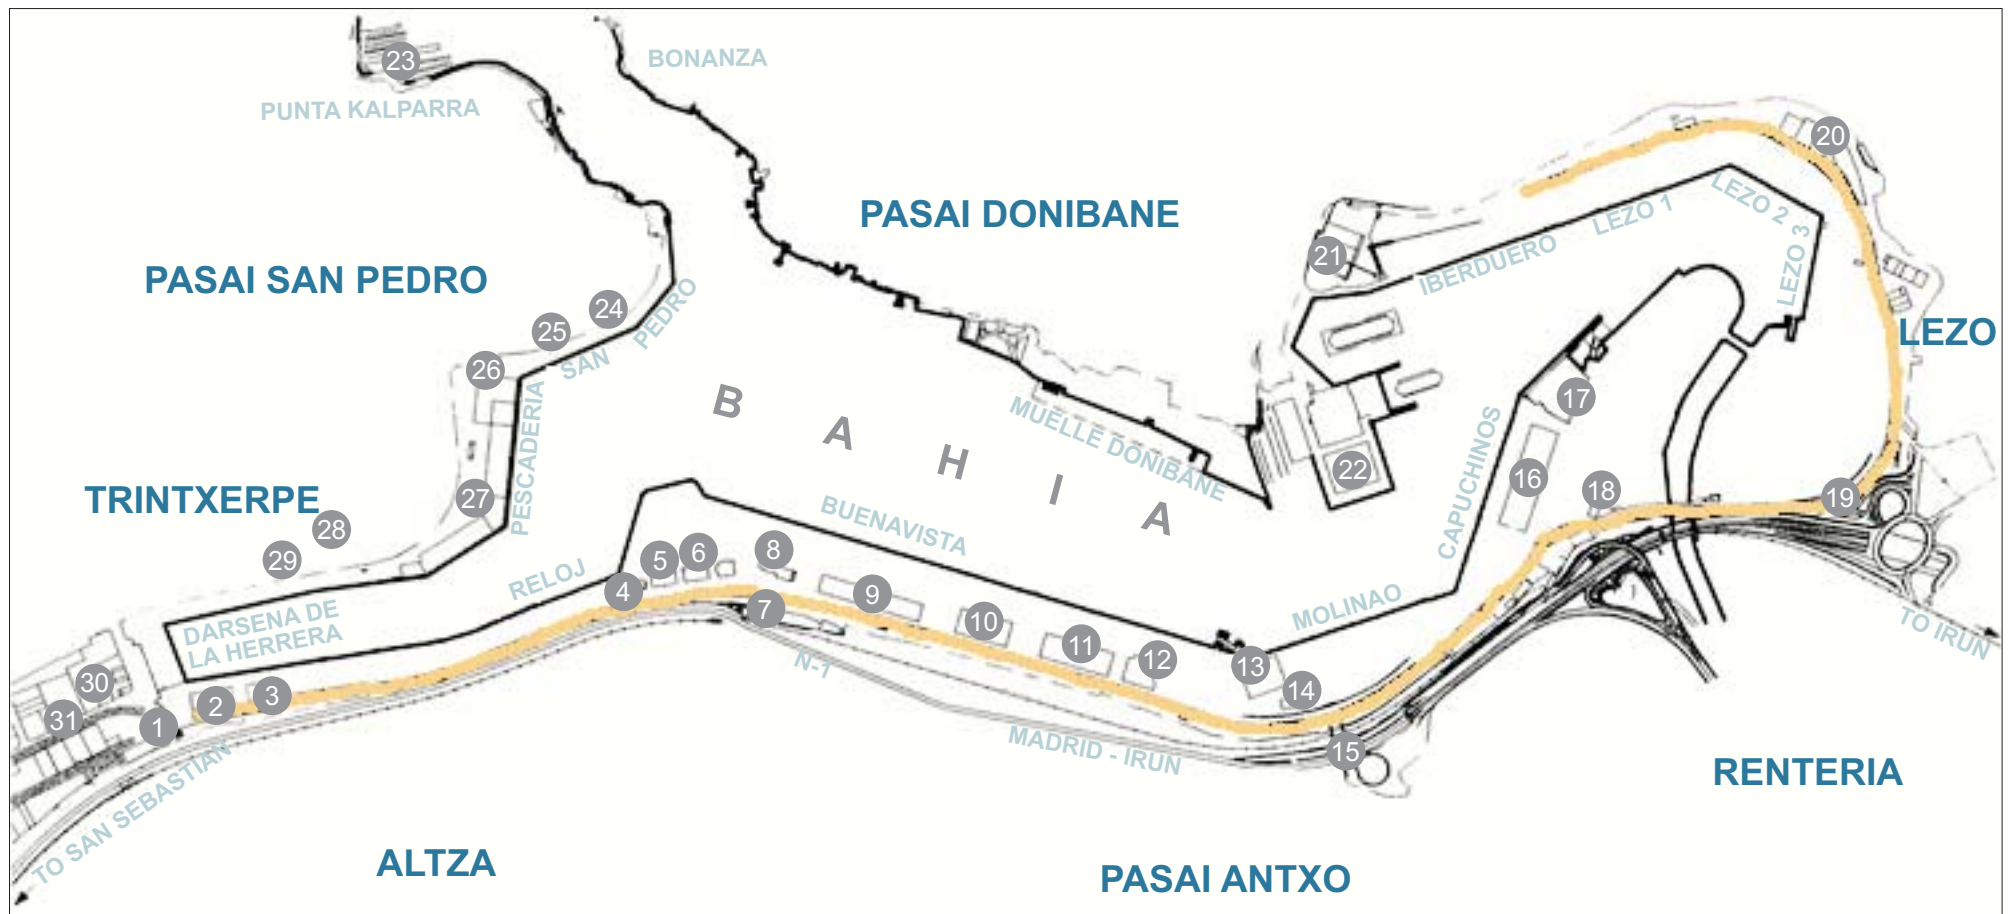 23
BONANZA
PUNTA KALPARRA
20
PASAI DONIBANE
LEZO 1
LEZO 2
LEZO 3
21
IBERDUERO
PASAI SAN PEDRO
24
25
SAN PEDRO
LEZO
26
PESCADERIA
B A H I A
MUELLE DONIBANE
17
CAPUCHINOS
22
16
18
19
TRINTXERPE
27
28
29
BUENAVISTA
RELOJ
4
5
6
8
7
9
10
11
12
13
14
MOLINAO
TO IRUN
DARSENA DE
LA HERRERA
30
31
1
2
3
N-1
MADRID - IRUN
15
RENTERIA
TO SAN SEBASTIAN
ALTZA
PASAI ANTXO